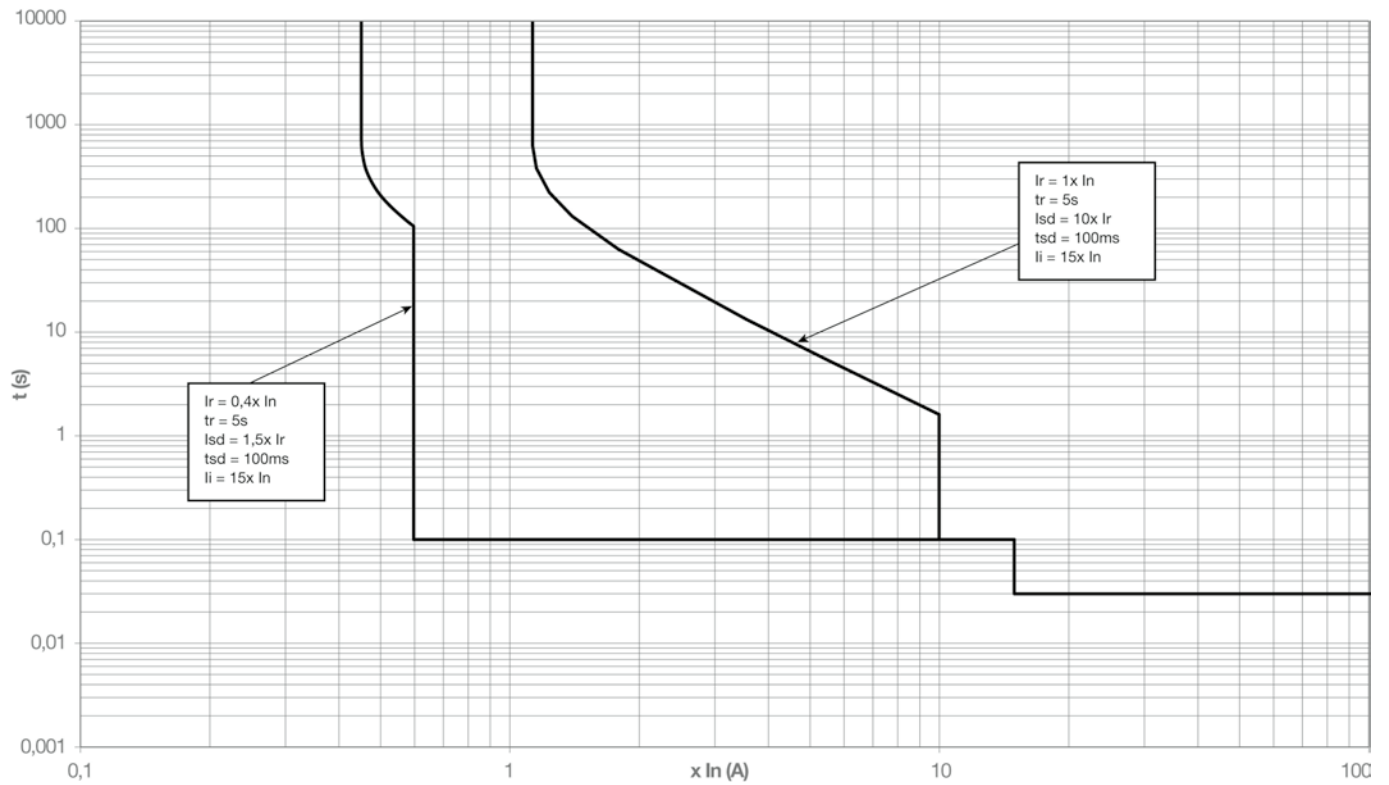 10000
1000
100
10
1
0,1
0,01
0,001
t (s)
0,1
1
x In (A)
10
100
Ir = 0,4x In
tr = 5s
Isd = 1,5x Ir
tsd = 100ms
Ii = 15x In
Ir = 1x In
tr = 5s
Isd = 10x Ir
tsd = 100ms
Ii = 15x In